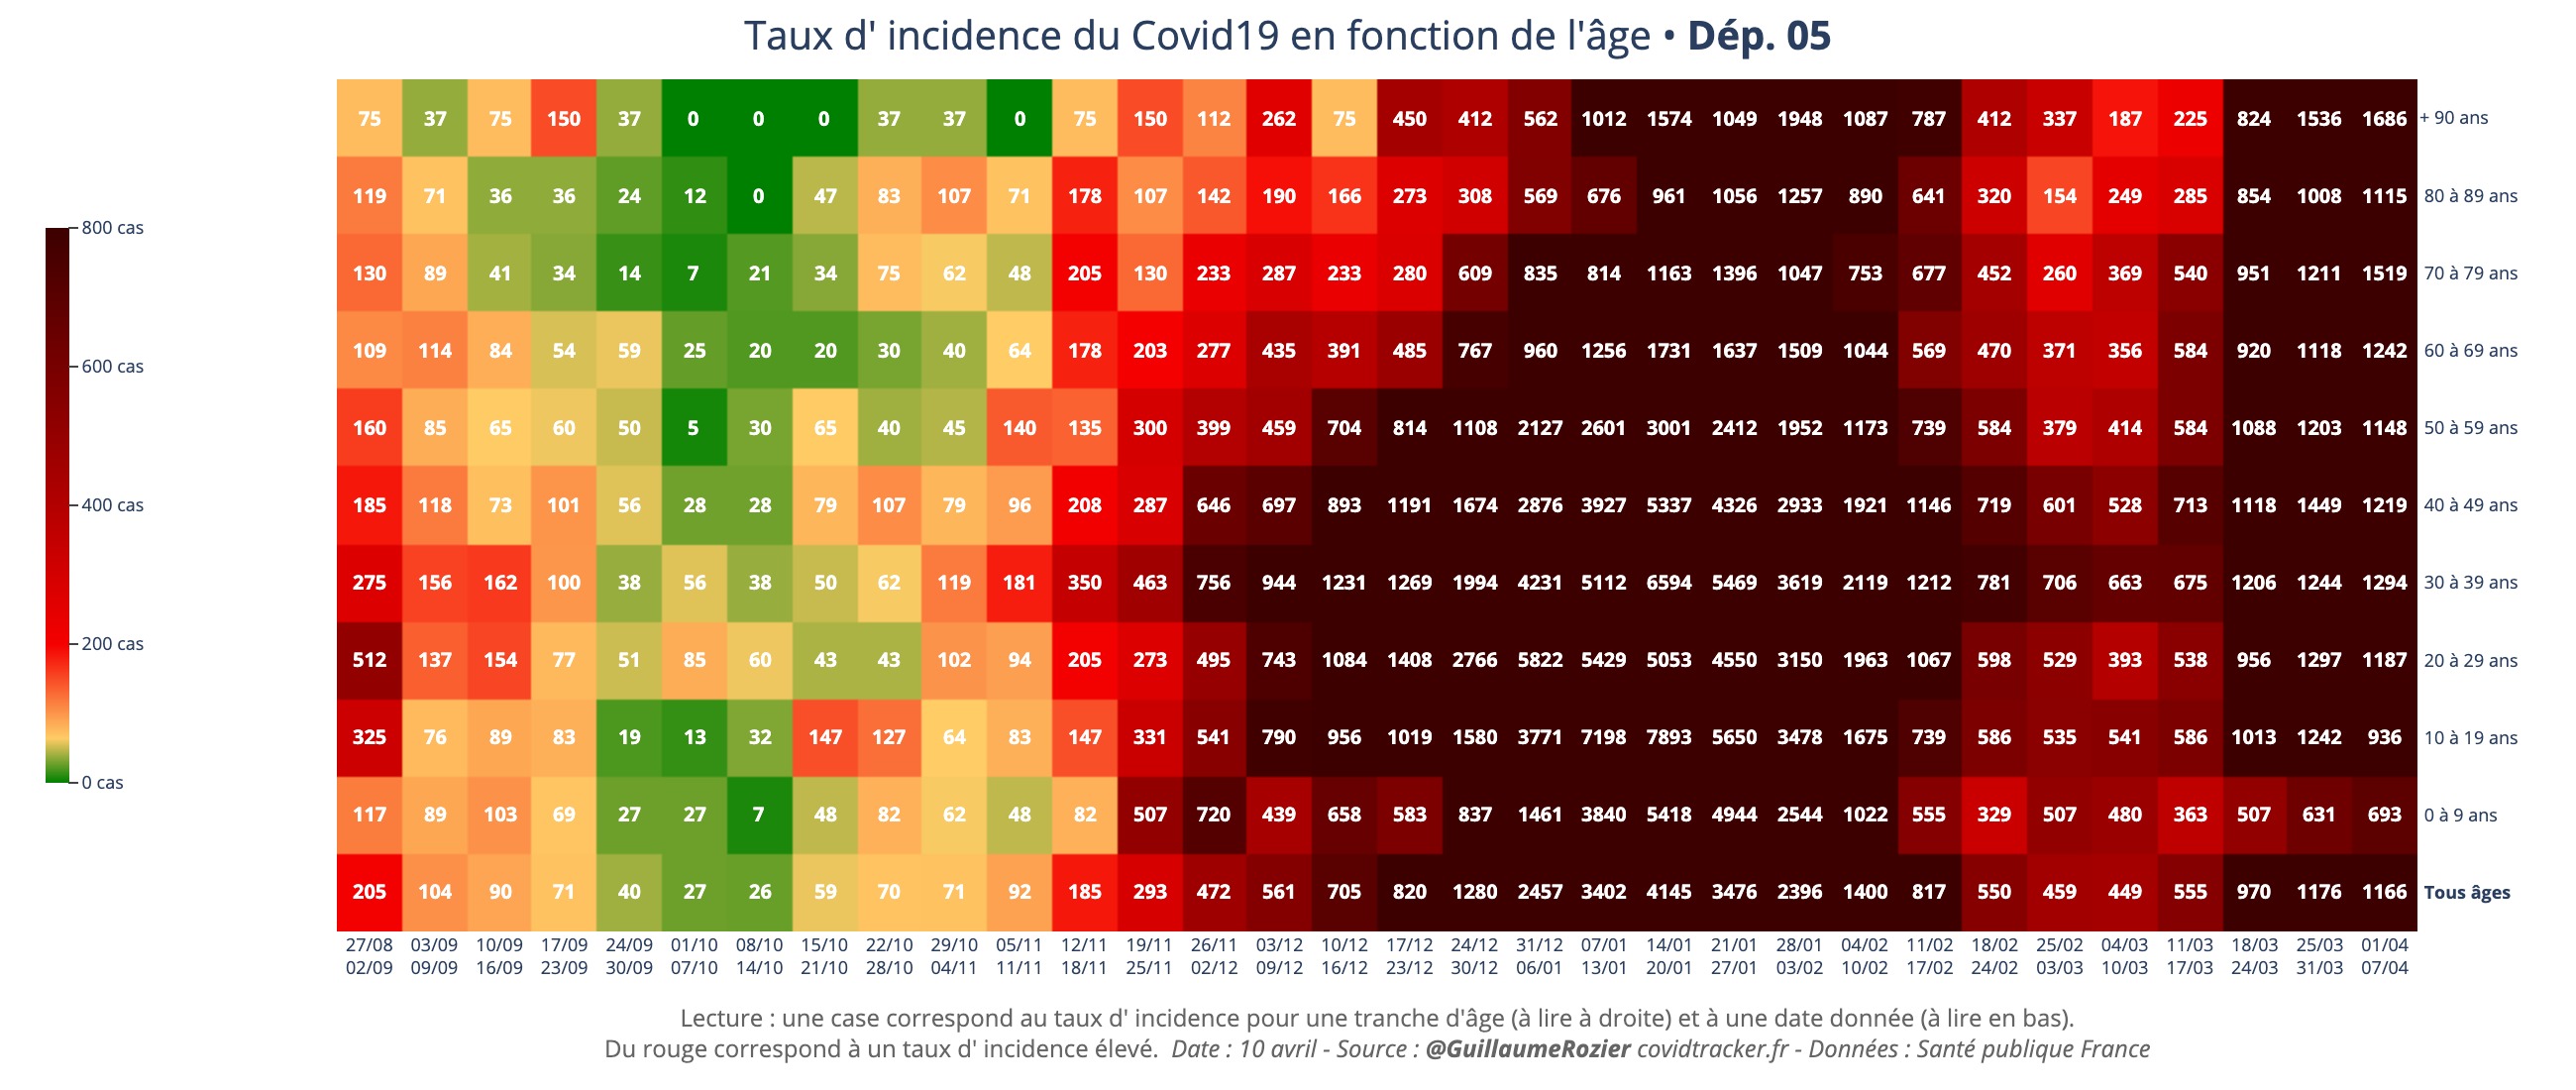 Taux d' incidence du Covid19 en fonction de l'âge • Dép. 05
800 cas
600 cas
400 cas
200 cas
0 cas
75 37 75 150 37 0 0 0 37 37 0 75 150 112 262 75 450 412 562 1012 1574 1049 1948 1087 787 412 337 187 225 824 1536 1686 + 90 ans
119 71 36 36 24 12 0 47 83 107 71 178 107 142 190 166 273 308 569 676 961 1056 1257 890 641 320 154 249 285 854 1008 1115 80 à 89 ans
130 89 41 34 14 7 21 34 75 62 48 205 130 233 287 233 280 609 835 814 1163 1396 1047 753 677 452 260 369 540 951 1211 1519 70 à 79 ans
109 114 84 54 59 25 20 20 30 40 64 178 203 277 435 391 485 767 960 1256 1731 1637 1509 1044 569 470 371 356 584 920 1118 1242 60 à 69 ans
160 85 65 60 50 5 30 65 40 45 140 135 300 399 459 704 814 1108 2127 2601 3001 2412 1952 1173 739 584 379 414 584 1088 1203 1148 50 à 59 ans
185 118 73 101 56 28 28 79 107 79 96 208 287 646 697 893 1191 1674 2876 3927 5337 4326 2933 1921 1146 719 601 528 713 1118 1449 1219 40 à 49 ans
275 156 162 100 38 56 38 50 62 119 181 350 463 756 944 1231 1269 1994 4231 5112 6594 5469 3619 2119 1212 781 706 663 675 1206 1244 1294 30 à 39 ans
512 137 154 77 51 85 60 43 43 102 94 205 273 495 743 1084 1408 2766 5822 5429 5053 4550 3150 1963 1067 598 529 393 538 956 1297 1187 20 à 29 ans
325 76 89 83 19 13 32 147 127 64 83 147 331 541 790 956 1019 1580 3771 7198 7893 5650 3478 1675 739 586 535 541 586 1013 1242 936 10 à 19 ans
117 89 103 69 27 27 7 48 82 62 48 82 507 720 439 658 583 837 1461 3840 5418 4944 2544 1022 555 329 507 480 363 507 631 693 0 à 9 ans
205 104 90 71 40 27 26 59 70 71 92 185 293 472 561 705 820 1280 2457 3402 4145 3476 2396 1400 817 550 459 449 555 970 1176 1166 Tous âges
27/08 03/09 10/09 17/09 24/09 01/10 08/10 15/10 22/10 29/10 05/11 12/11 19/11 26/11 03/12 10/12 17/12 24/12 31/12 07/01 14/01 21/01 28/01 04/02 11/02 18/02 25/02 04/03 11/03 18/03 25/03 01/04
02/09 09/09 16/09 23/09 30/09 07/10 14/10 21/10 28/10 04/11 11/11 18/11 25/11 02/12 09/12 16/12 23/12 30/12 06/01 13/01 20/01 27/01 03/02 10/02 17/02 24/02 03/03 10/03 17/03 24/03 31/03 07/04
Lecture : une case correspond au taux d' incidence pour une tranche d'âge (à lire à droite) et à une date donnée (à lire en bas).
Du rouge correspond à un taux d' incidence élevé. Date : 10 avril - Source : @GuillaumeRozier covidtracker.fr - Données : Santé publique France